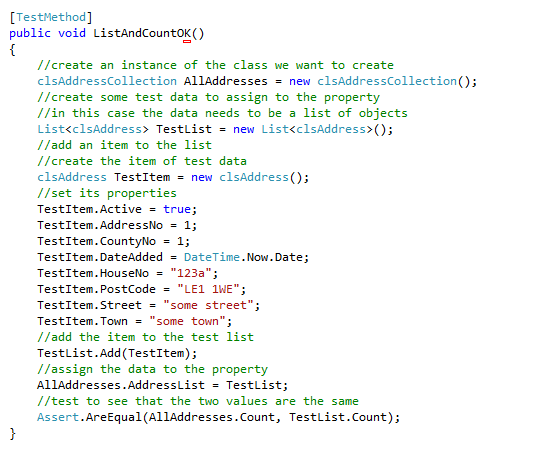 [TestMethod]
public void ListAndCountOK()
{
//create an instance of the class we want to create
clsAddressCollection AllAddresses = new clsAddressCollection();
//create some test data to assign to the property
//in this case the data needs to be a list of objects
List<clsAddress> TestList = new List<clsAddress>();
//add an item to the list
//create the item of test data
clsAddress TestItem = new clsAddress();
//set its properties
TestItem.Active = true;
TestItem.AddressNo = 1;
TestItem.CountyNo = 1;
TestItem.DateAdded = DateTime.Now.Date;
TestItem.HouseNo = "123a";
TestItem.PostCode = "LE1 1WE";
TestItem.Street = "some street";
TestItem.Town = "some town";
//add the item to the test list
TestList.Add(TestItem);
//assign the data to the property
AllAddresses.AddressList = TestList;
//test to see that the two values are the same
Assert.AreEqual(AllAddresses.Count, TestList.Count);
}